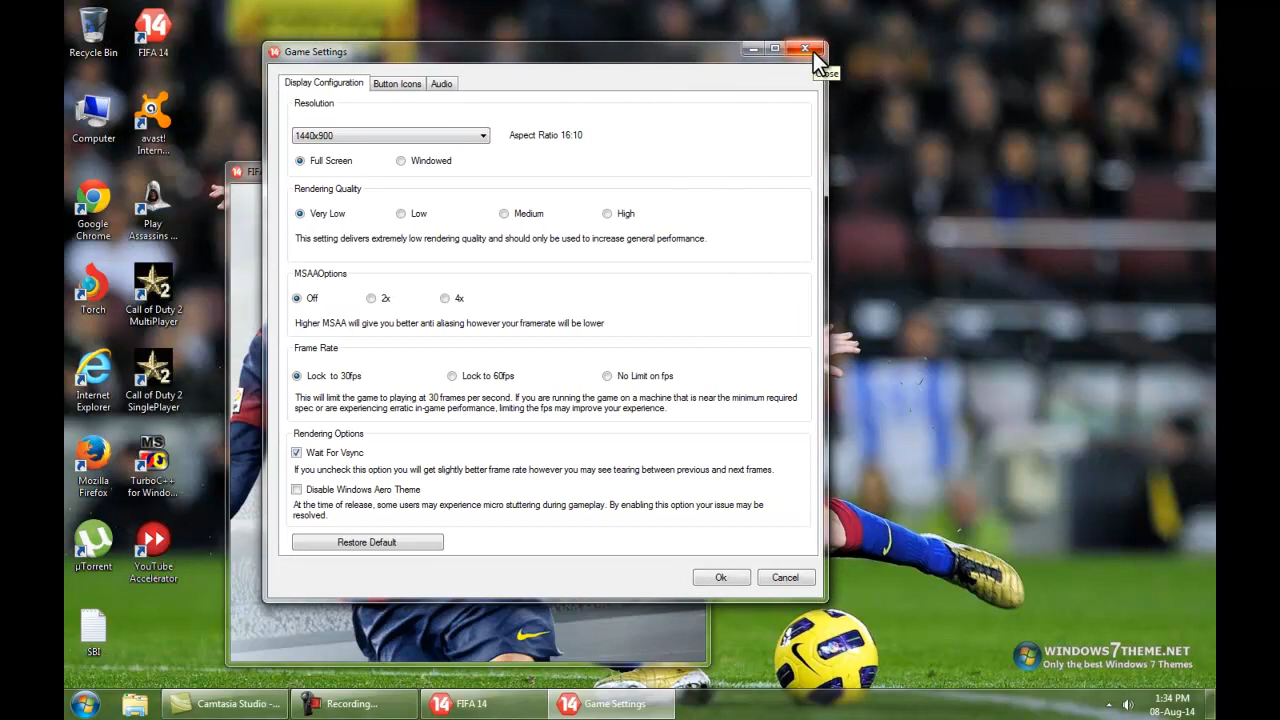 Recycle Bin
14
FIFA 14
Computer
avast!
Intern...
Google
Chrome
Play
Assassins ...
Torch
2
Call of Duty 2
MultiPlayer
Internet
Explorer
2
Call of Duty 2
SinglePlayer
Mozilla
Firefox
MS
TurboC++
for Windo...
µTorrent
YouTube
Accelerator
SBI
14 FIFA
14 Game Settings
Display Configuration
Button Icons
Audio
Resolution
1440x900
Aspect Ratio 16:10
Full Screen
Windowed
Rendering Quality
Very Low
Low
Medium
High
This setting delivers extremely low rendering quality and should only be used to increase general performance.
MSAAOptions
Off
2x
4x
Higher MSAA will give you better anti aliasing however your framerate will be lower
Frame Rate
Lock to 30fps
Lock to 60fps
No Limit on fps
This will limit the game to playing at 30 frames per second. If you are running the game on a machine that is near the minimum required
spec or are experiencing erratic in-game performance, limiting the fps may improve your experience.
Rendering Options
Wait For Vsync
If you uncheck this option you will get slightly better frame rate however you may see tearing between previous and next frames.
Disable Windows Aero Theme
At the time of release, some users may experience micro stuttering during gameplay. By enabling this option your issue may be
resolved.
Restore Default
Ok
Cancel
WINDOWS7THEME.NET
Only the best Windows 7 Themes
Camtasia Studio -...
Recording...
14 FIFA 14
14 Game Settings
1:34 PM
08-Aug-14